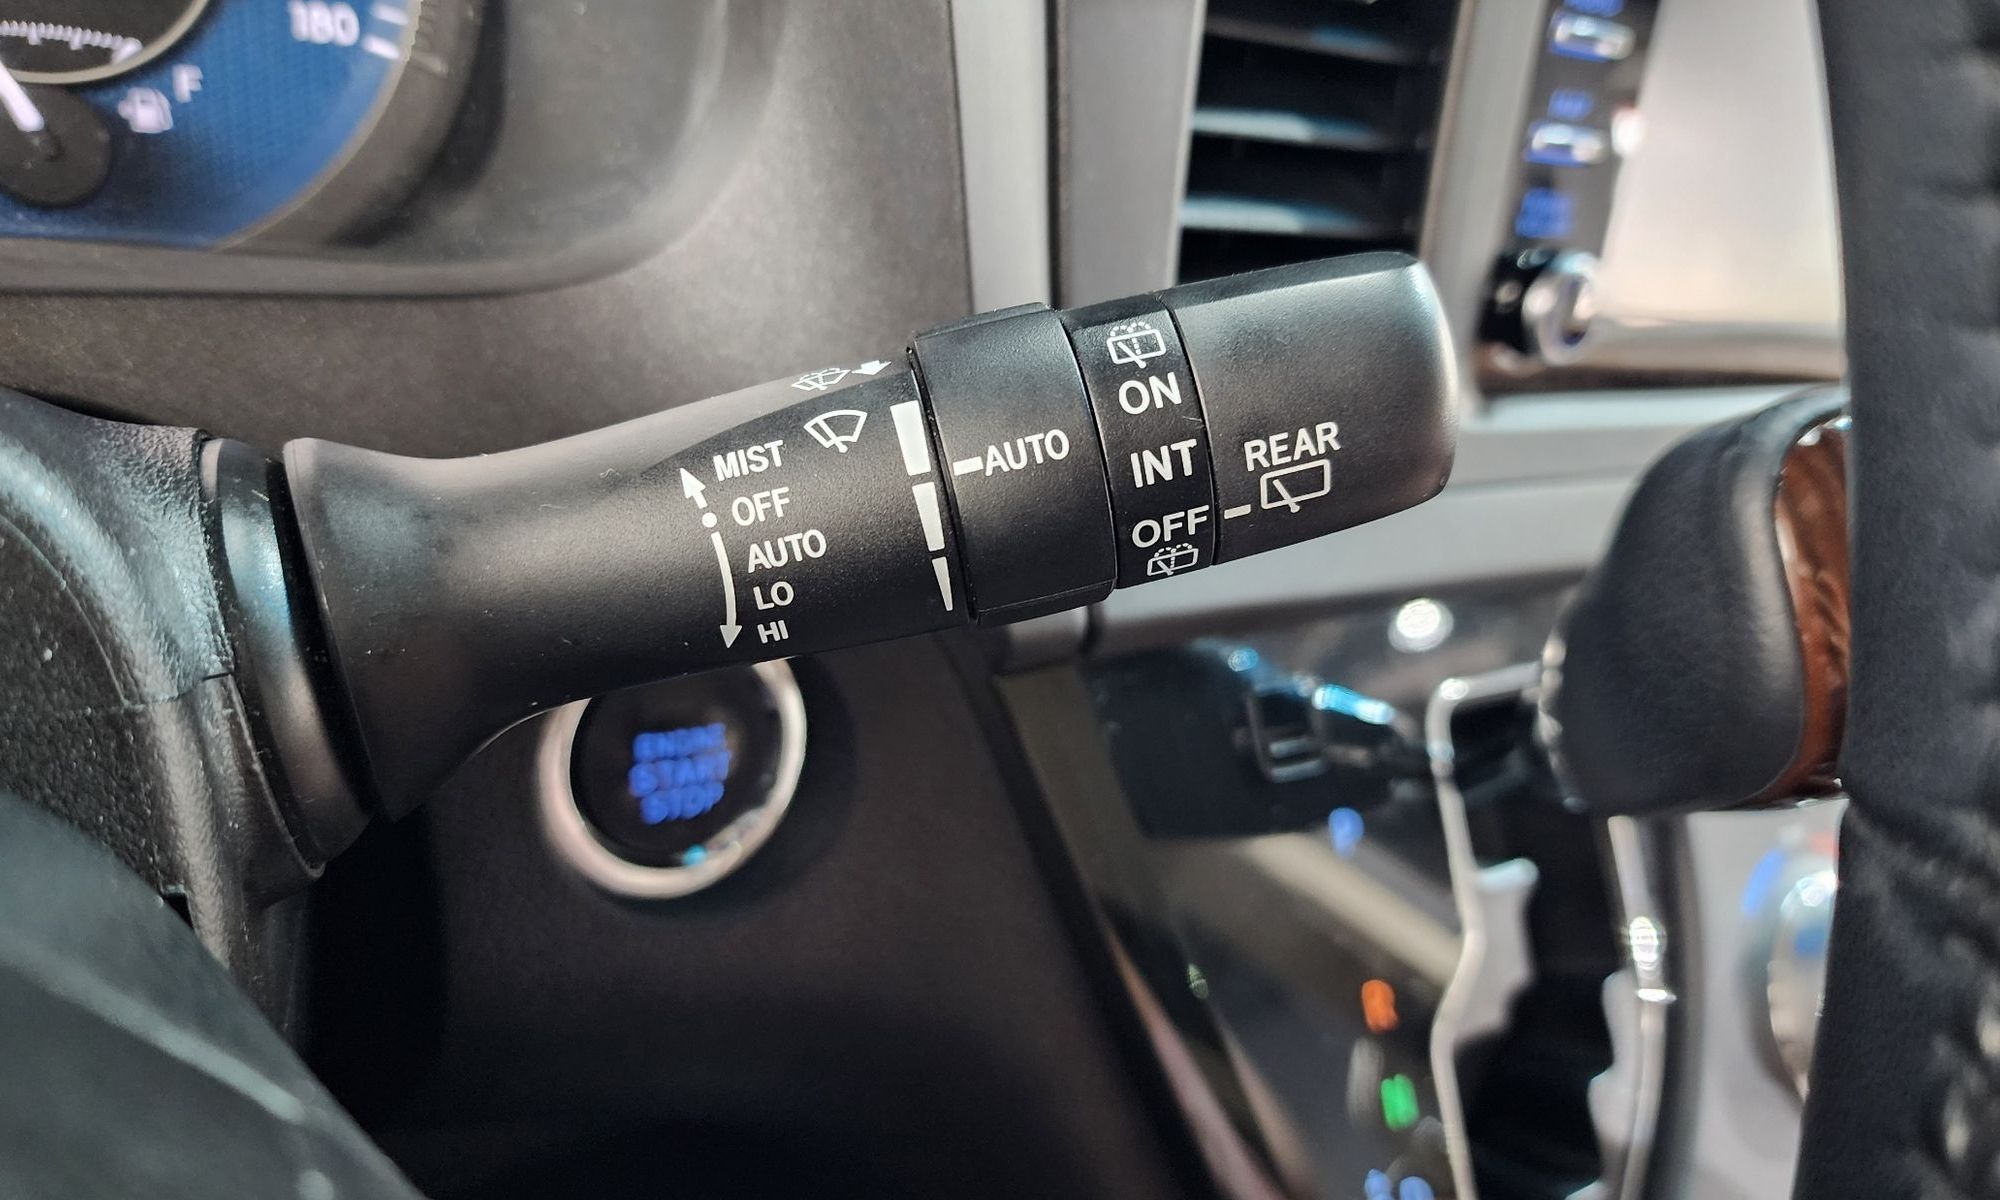 180
F
MIST
OFF
AUTO
LO
HI
AUTO
ON
INT
OFF
REAR
ENGINE
START
STOP
P
R
N